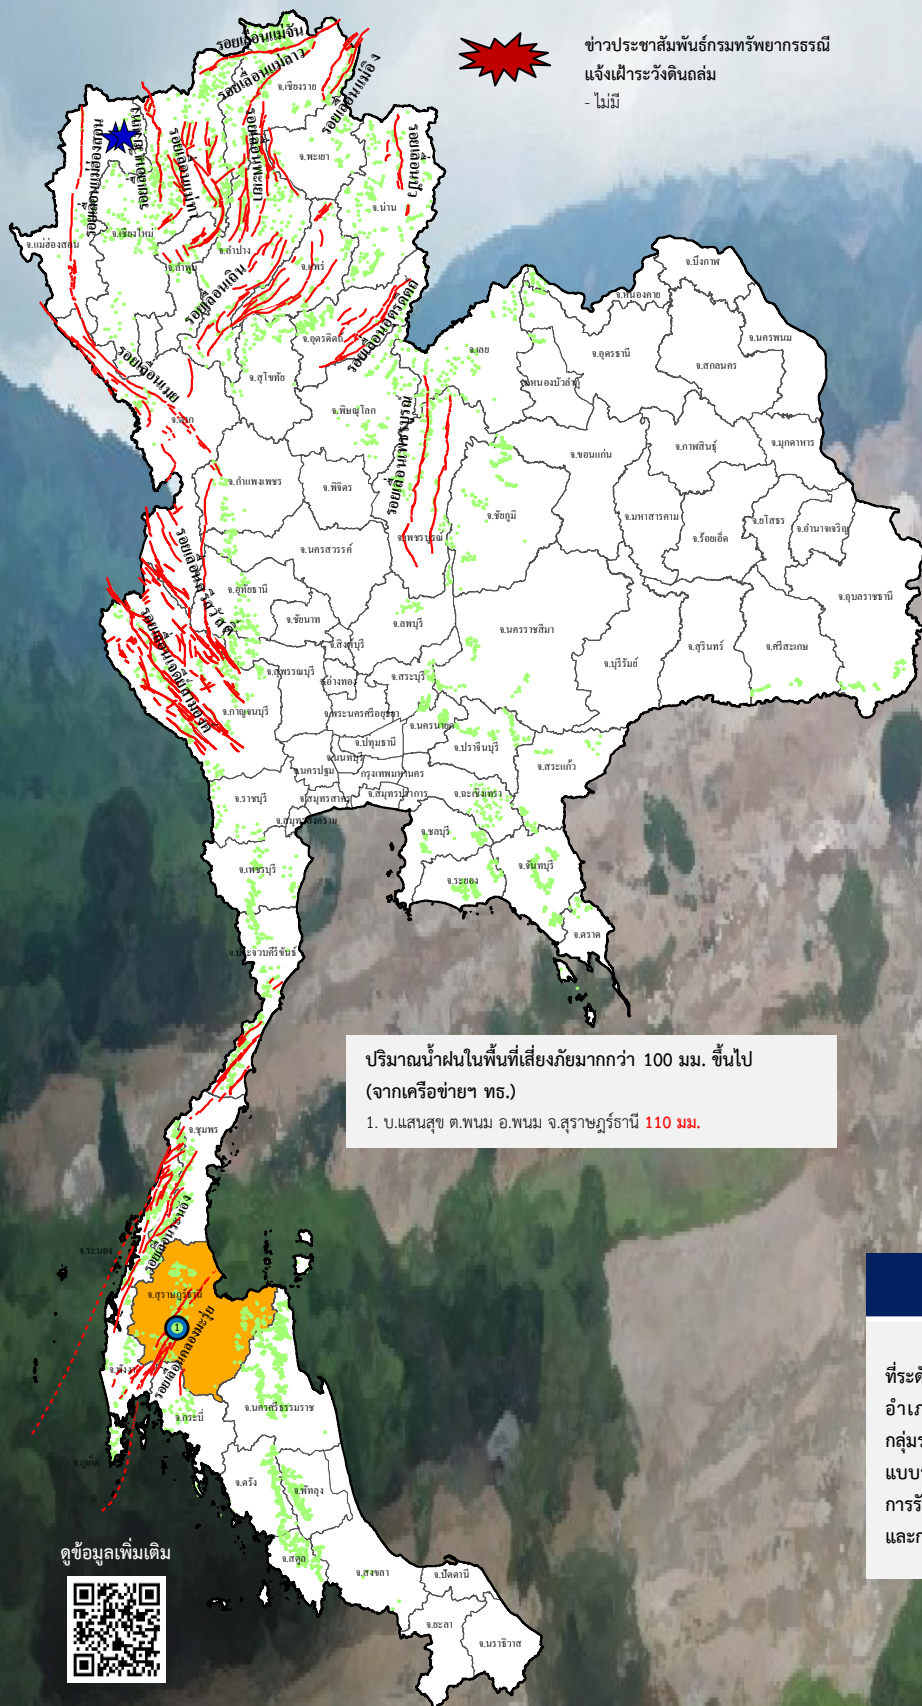 ข่าวประชาสัมพันธ์กรมทรัพยากรธรณี
แจ้งเฝ้าระวังดินถล่ม
- ไม่มี
รอยเลื่อนแม่จัน
รอยเลื่อนแม่ลาว
รอยเลื่อนแม่อิง
จ.เชียงราย
รอยเลื่อนแม่ฮ่องสอน
รอยเลื่อนแม่ทา
รอยเลื่อนพะเยา
จ.พะเยา
รอยเลื่อนปัว
จ.น่าน
จ.แม่ฮ่องสอน
จ.เชียงใหม่
จ.ลำปาง
จ.ลำพูน
จ.แพร่
รอยเลื่อนเถิน
รอยเลื่อนอุตรดิตถ์
จ.อุตรดิตถ์
จ.บึงกาฬ
จ.หนองคาย
จ.เลย
จ.อุดรธานี
จ.นครพนม
จ.สกลนคร
จ.หนองบัวลำภู
รอยเลื่อนเมย
จ.สุโขทัย
จ.ตาก
จ.พิษณุโลก
รอยเลื่อนเพชรบูรณ์
จ.ขอนแก่น
จ.กาฬสินธุ์
จ.มุกดาหาร
จ.กำแพงเพชร
จ.พิจิตร
จ.เพชรบูรณ์
จ.ชัยภูมิ
จ.มหาสารคาม
จ.ร้อยเอ็ด
จ.ยโสธร
จ.อำนาจเจริญ
จ.นครสวรรค์
รอยเลื่อนศรีสวัสดิ์
จ.อุทัยธานี
จ.อุบลราชธานี
จ.ชัยนาท
จ.ลพบุรี
จ.นครราชสีมา
จ.บุรีรัมย์
จ.สุรินทร์
จ.ศรีสะเกษ
รอยเลื่อนเจดีย์สามองค์
จ.สิงห์บุรี
จ.สุพรรณบุรี
จ.อ่างทอง
จ.สระบุรี
จ.กาญจนบุรี
จ.พระนครศรีอยุธยา
จ.นครนายก
จ.ปทุมธานี
จ.ปราจีนบุรี
จ.นนทบุรี
จ.นครปฐม
กรุงเทพมหานคร
จ.สระแก้ว
จ.ราชบุรี
จ.สมุทรสาคร
จ.สมุทรปราการ
จ.ฉะเชิงเทรา
จ.สมุทรสงคราม
จ.ชลบุรี
จ.เพชรบุรี
จ.ระยอง
จ.จันทบุรี
จ.ตราด
จ.ประจวบคีรีขันธ์
ปริมาณน้ำฝนในพื้นที่เสี่ยงภัยมากกว่า 100 มม. ขึ้นไป
(จากเครือข่ายฯ ทธ.)
1. บ.แสนสุข ต.พนม อ.พนม จ.สุราษฎร์ธานี 110 มม.
จ.ชุมพร
รอยเลื่อนระนอง
จ.ระนอง
จ.สุราษฎร์ธานี
1
รอยเลื่อนคลองมะรุ่ย
จ.พังงา
จ.กระบี่
จ.นครศรีธรรมราช
จ.ภูเก็ต
จ.ตรัง
จ.พัทลุง
จ.สตูล
จ.สงขลา
จ.ปัตตานี
จ.ยะลา
จ.นราธิวาส
ดูข้อมูลเพิ่มเติม